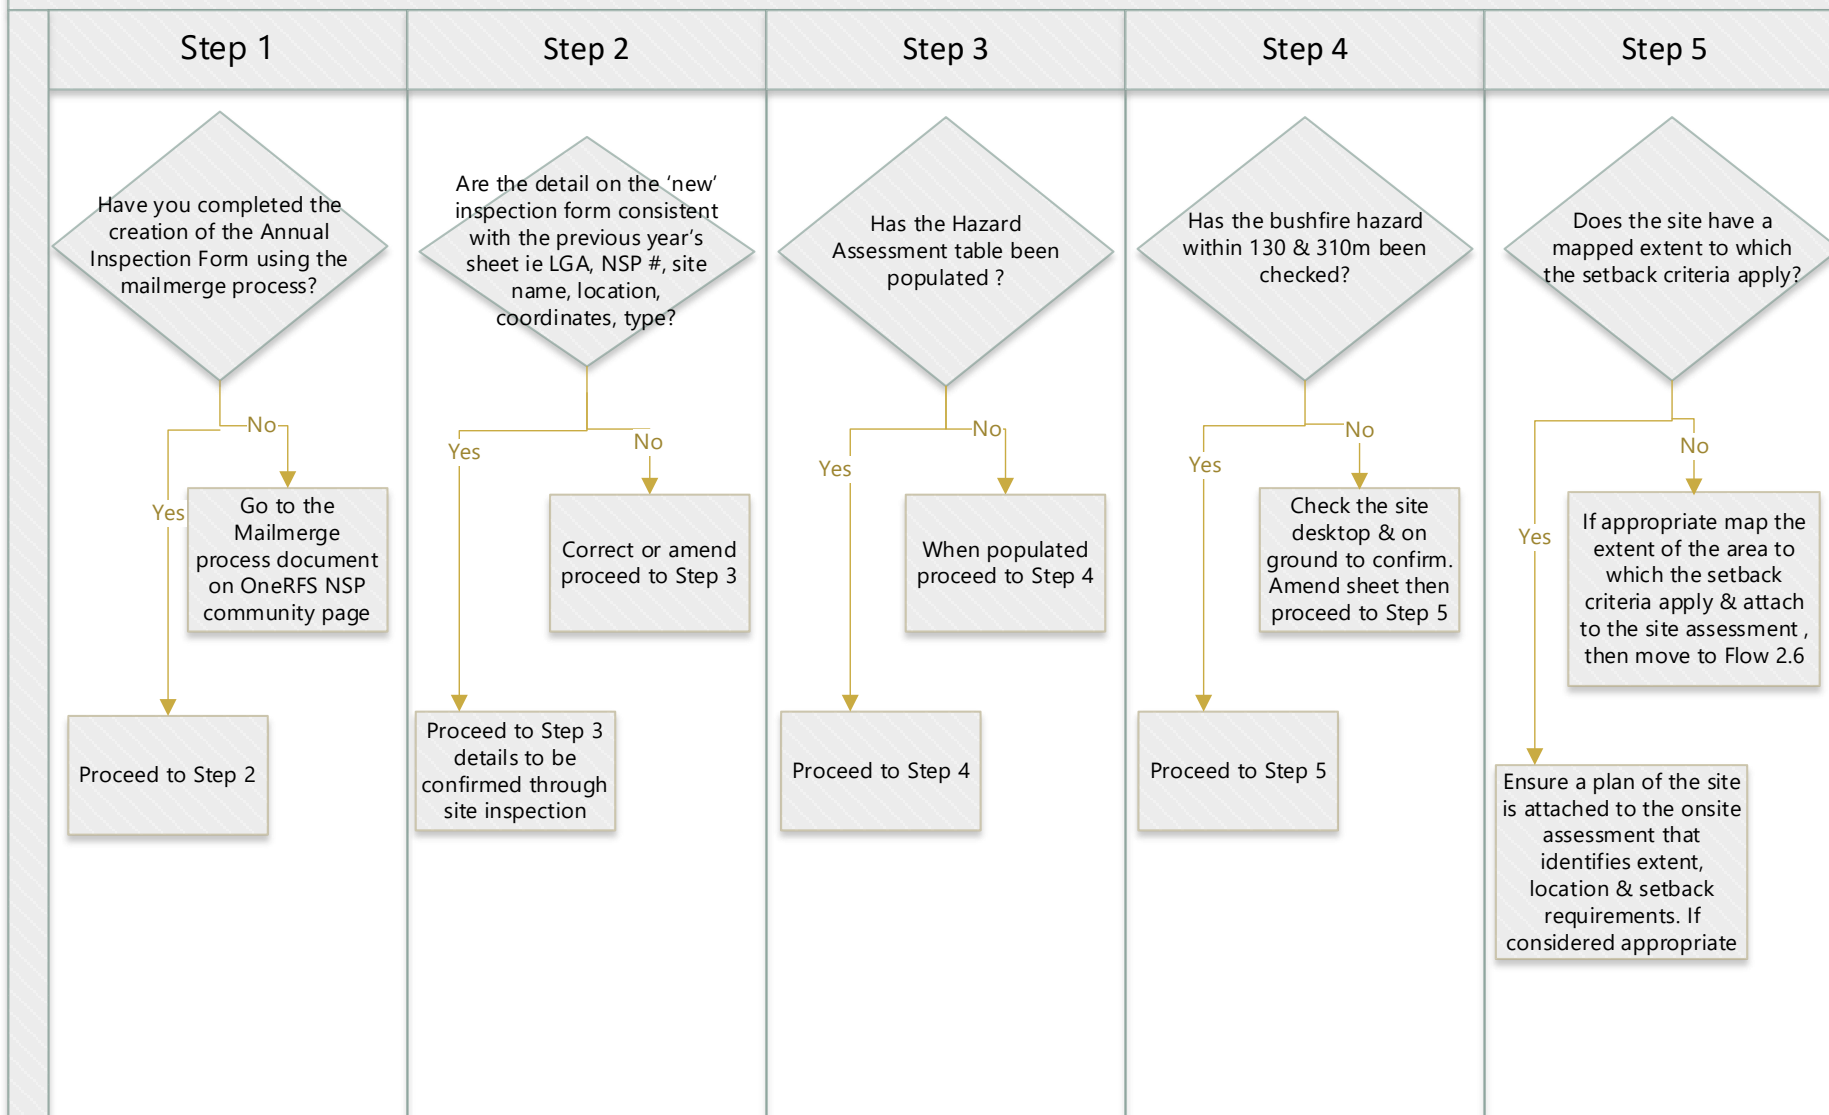 Step 1
Step 2
Step 3
Step 4
Step 5
Have you completed the
creation of the Annual
Inspection Form using the
mailmerge process?
No
Yes
Go to the
Mailmerge
process document
on OneRFS NSP
community page
Proceed to Step 2
Are the detail on the ‘new’
inspection form consistent
with the previous year’s
sheet ie LGA, NSP #, site
name, location,
coordinates, type?
No
Yes
Correct or amend
proceed to Step 3
Proceed to Step 3
details to be
confirmed through
site inspection
Has the Hazard
Assessment table been
populated ?
No
Yes
When populated
proceed to Step 4
Proceed to Step 4
Has the bushfire hazard
within 130 & 310m been
checked?
No
Yes
Check the site
desktop & on
ground to confirm.
Amend sheet then
proceed to Step 5
Proceed to Step 5
Does the site have a
mapped extent to which
the setback criteria apply?
No
Yes
If appropriate map the
extent of the area to
which the setback
criteria apply & attach
to the site assessment ,
then move to Flow 2.6
Ensure a plan of the site
is attached to the onsite
assessment that
identifies extent,
location & setback
requirements. If
considered appropriate